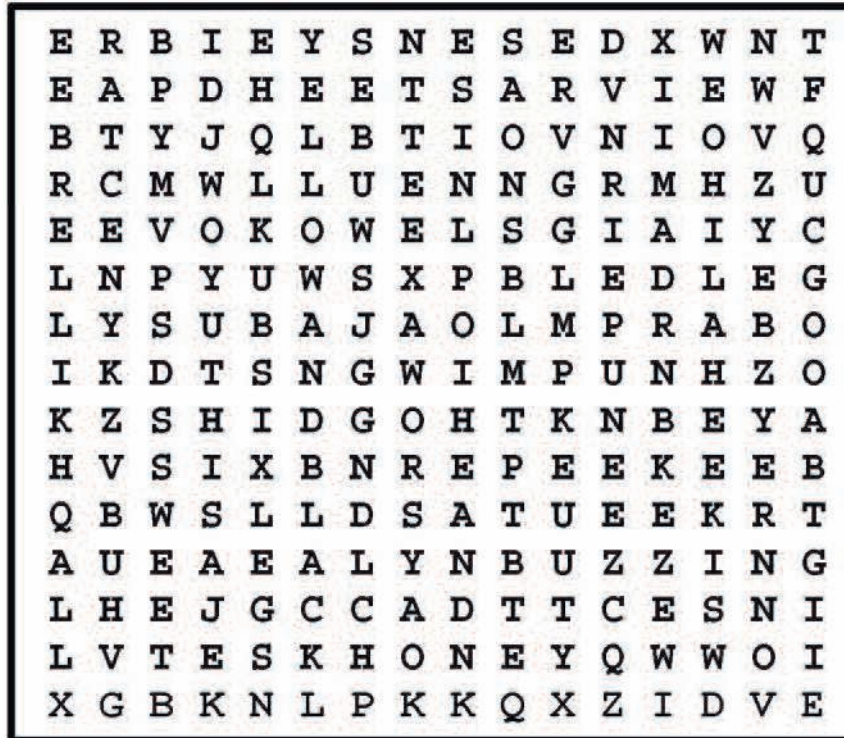 E R B I E Y S N E S E D X W N T
E A P D H E E T S A R V I E W F
B T Y J Q L B T I O V N I O V Q
R C M W L L U E N N G R M H Z U
E E V O K O W E L S G I A I Y C
L N P Y U W S X P B L E D L E G
L Y S U B A J A O L M P R A B O
I K D T S N G W I M P U N H Z O
K Z S H I D G O H T K N B E Y A
H V S I X B N R E P E E K E E B
Q B W S L L D S A T U E E K R T
A U E A E A L Y N B U Z Z I N G
L H E J G C C A D T T C E S N I
L V T E S K H O N E Y Q W W O I
X G B K N L P K K Q X Z I D V E